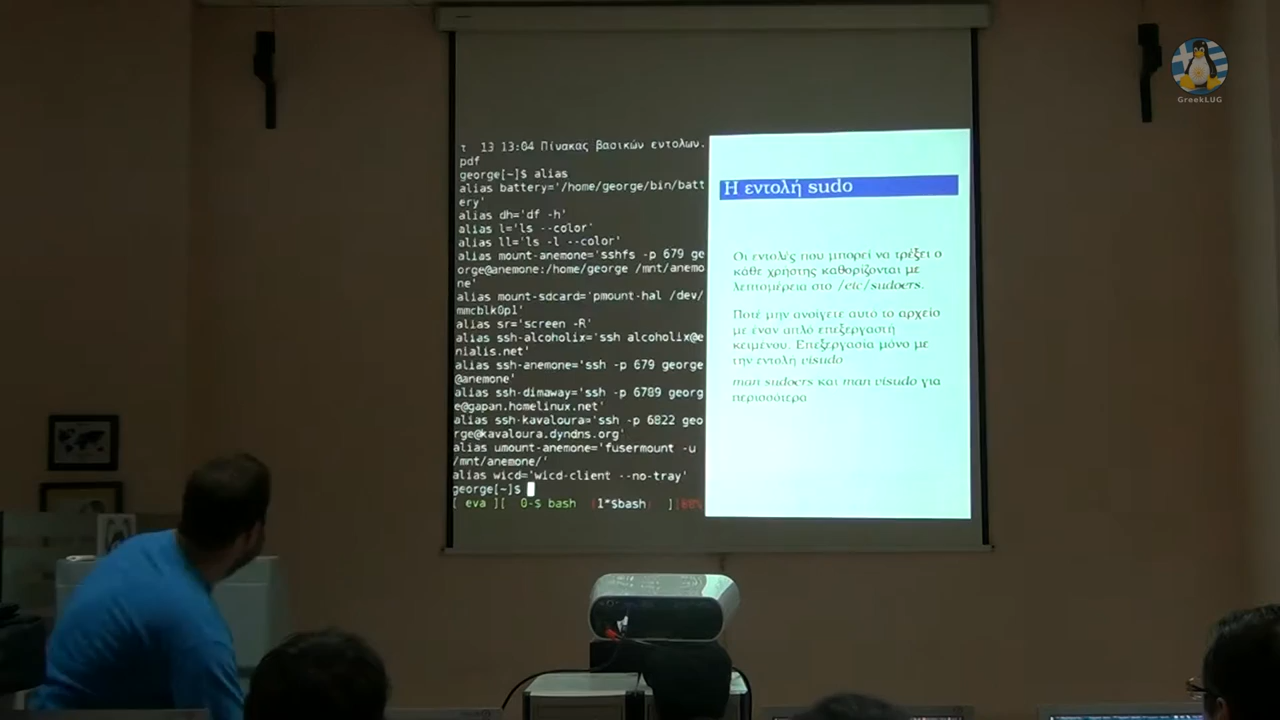 GreekLUG
τ  13 13:04 Πίνακας βασικών εντολων.
pdf
george[~]$ alias
alias battery='/home/george/bin/batt
ery'
alias dh='df -h'
alias l='ls --color'
alias ll='ls -l --color'
alias mount-anemone='sshfs -p 679 ge
orge@anemone:/home/george /mnt/anemo
ne'
alias mount-sdcard='pmount-hal /dev/
mmcblk0p1'
alias sr='screen -R'
alias ssh-alcoholix='ssh alcoholix@e
nialis.net'
alias ssh-anemone='ssh -p 679 george
@anemone'
alias ssh-dimaway='ssh -p 6789 georg
e@gapan.homelinux.net'
alias ssh-kavaloura='ssh -p 6822 geo
rge@kavaloura.dyndns.org'
alias umount-anemone='fusermount -u
/mnt/anemone/'
alias wicd='wicd-client --no-tray'
george[~]$
[ eva ][  0-$ bash  (1*$bash)  ]
Η εντολή sudo
Οι εντολές που μπορεί να τρέξει ο
κάθε χρήστης καθορίζονται με
λεπτομέρεια στο /etc/sudoers.
Ποτέ μην ανοίγετε αυτό το αρχείο
με έναν απλό επεξεργαστή
κειμένου. Επεξεργασία μόνο με
την εντολή visudo
man sudoers και man visudo για
περισσότερα